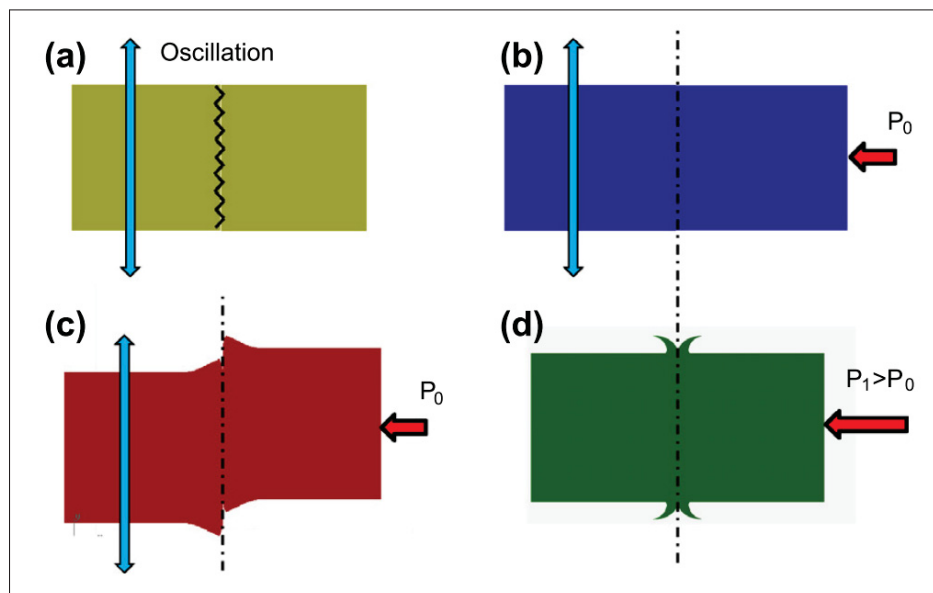 (a)
Oscillation
(b)
P₀
(c)
P₀
(d)
P₁>P₀